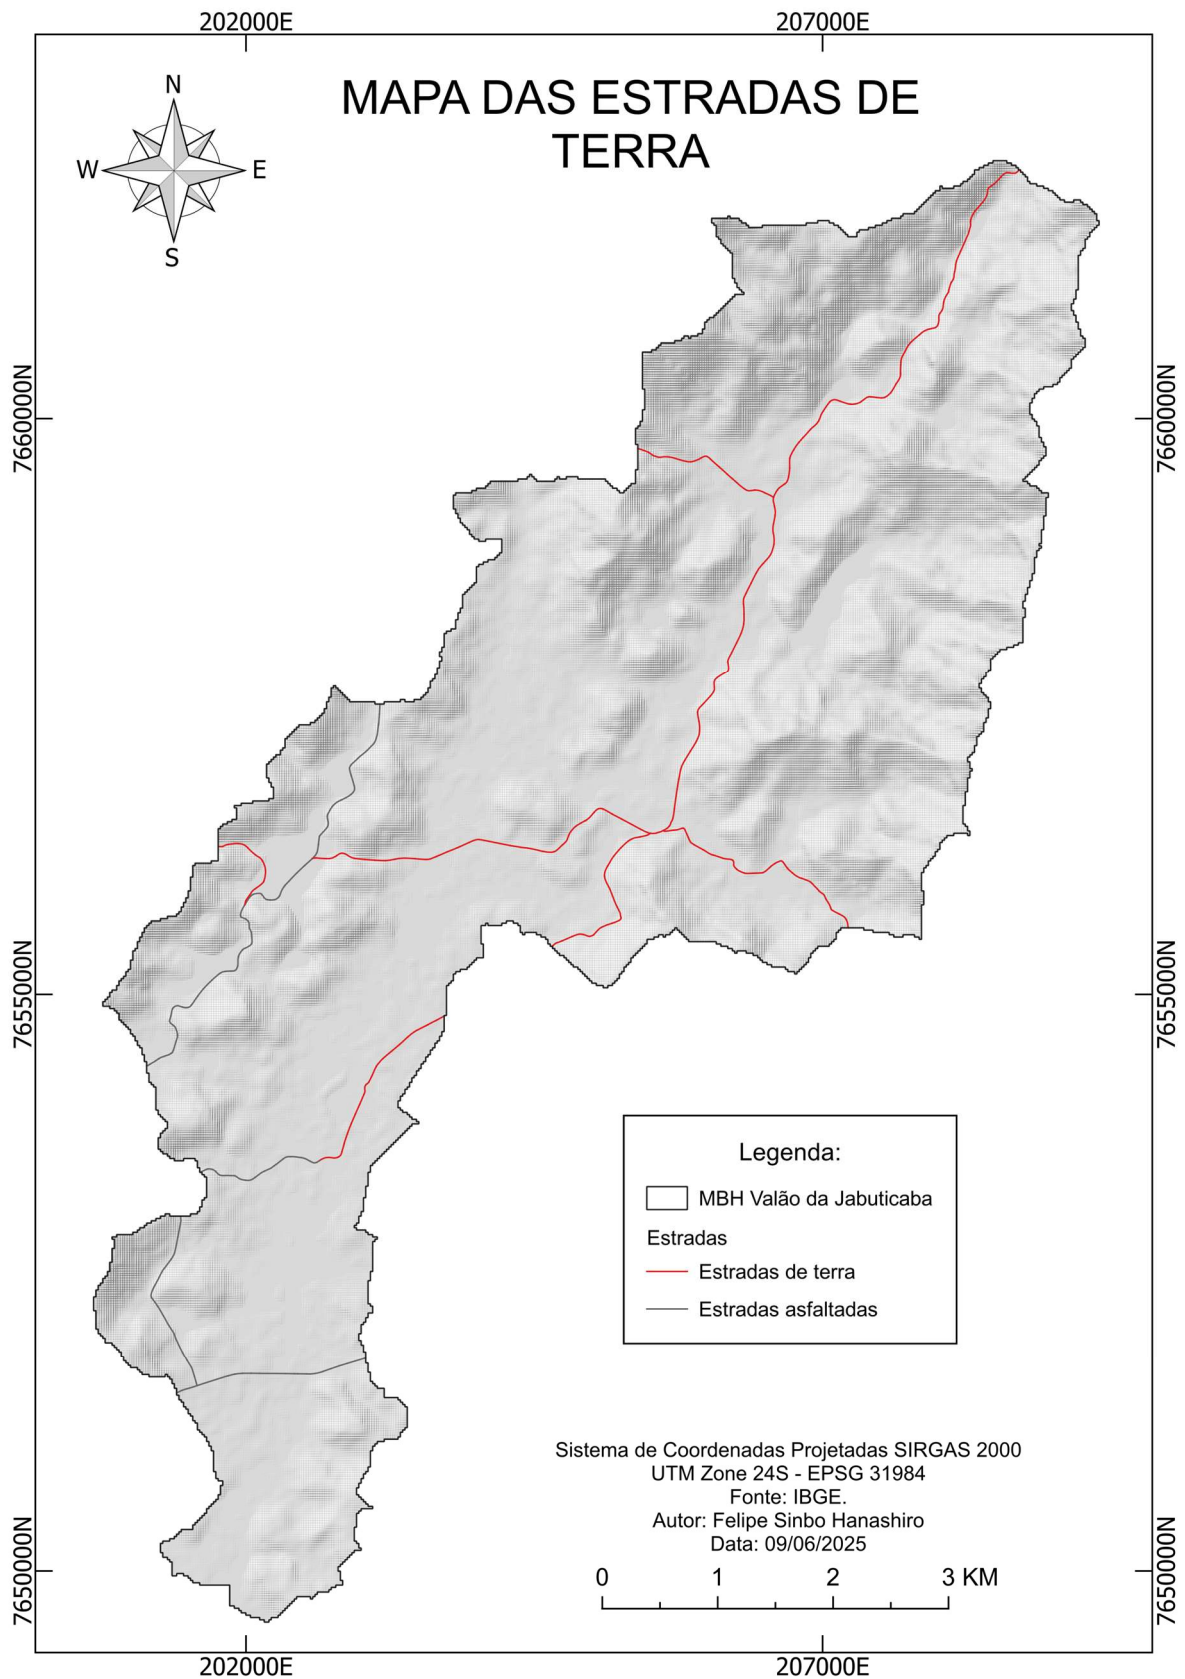 202000E
207000E
N
W
E
S
MAPA DAS ESTRADAS DE
TERRA
7660000N
7660000N
7655000N
7655000N
Legenda:
MBH Valão da Jabuticaba
Estradas
Estradas de terra
Estradas asfaltadas
Sistema de Coordenadas Projetadas SIRGAS 2000
UTM Zone 24S - EPSG 31984
Fonte: IBGE.
Autor: Felipe Sinbo Hanashiro
Data: 09/06/2025
0 1 2 3 KM
7650000N
7650000N
202000E
207000E